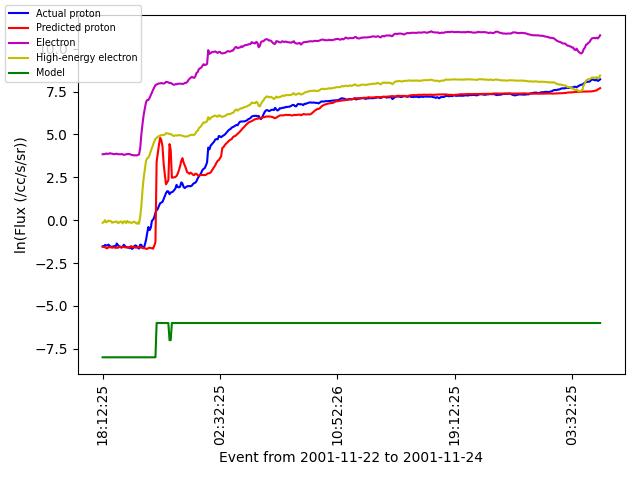 Actual proton
Predicted proton
Electron
High-energy electron
Model
10.0
7.5
5.0
2.5
0.0
−2.5
−5.0
−7.5
ln(Flux (/cc/s/sr))
18:12:25
02:32:25
10:52:26
19:12:25
03:32:25
Event from 2001-11-22 to 2001-11-24